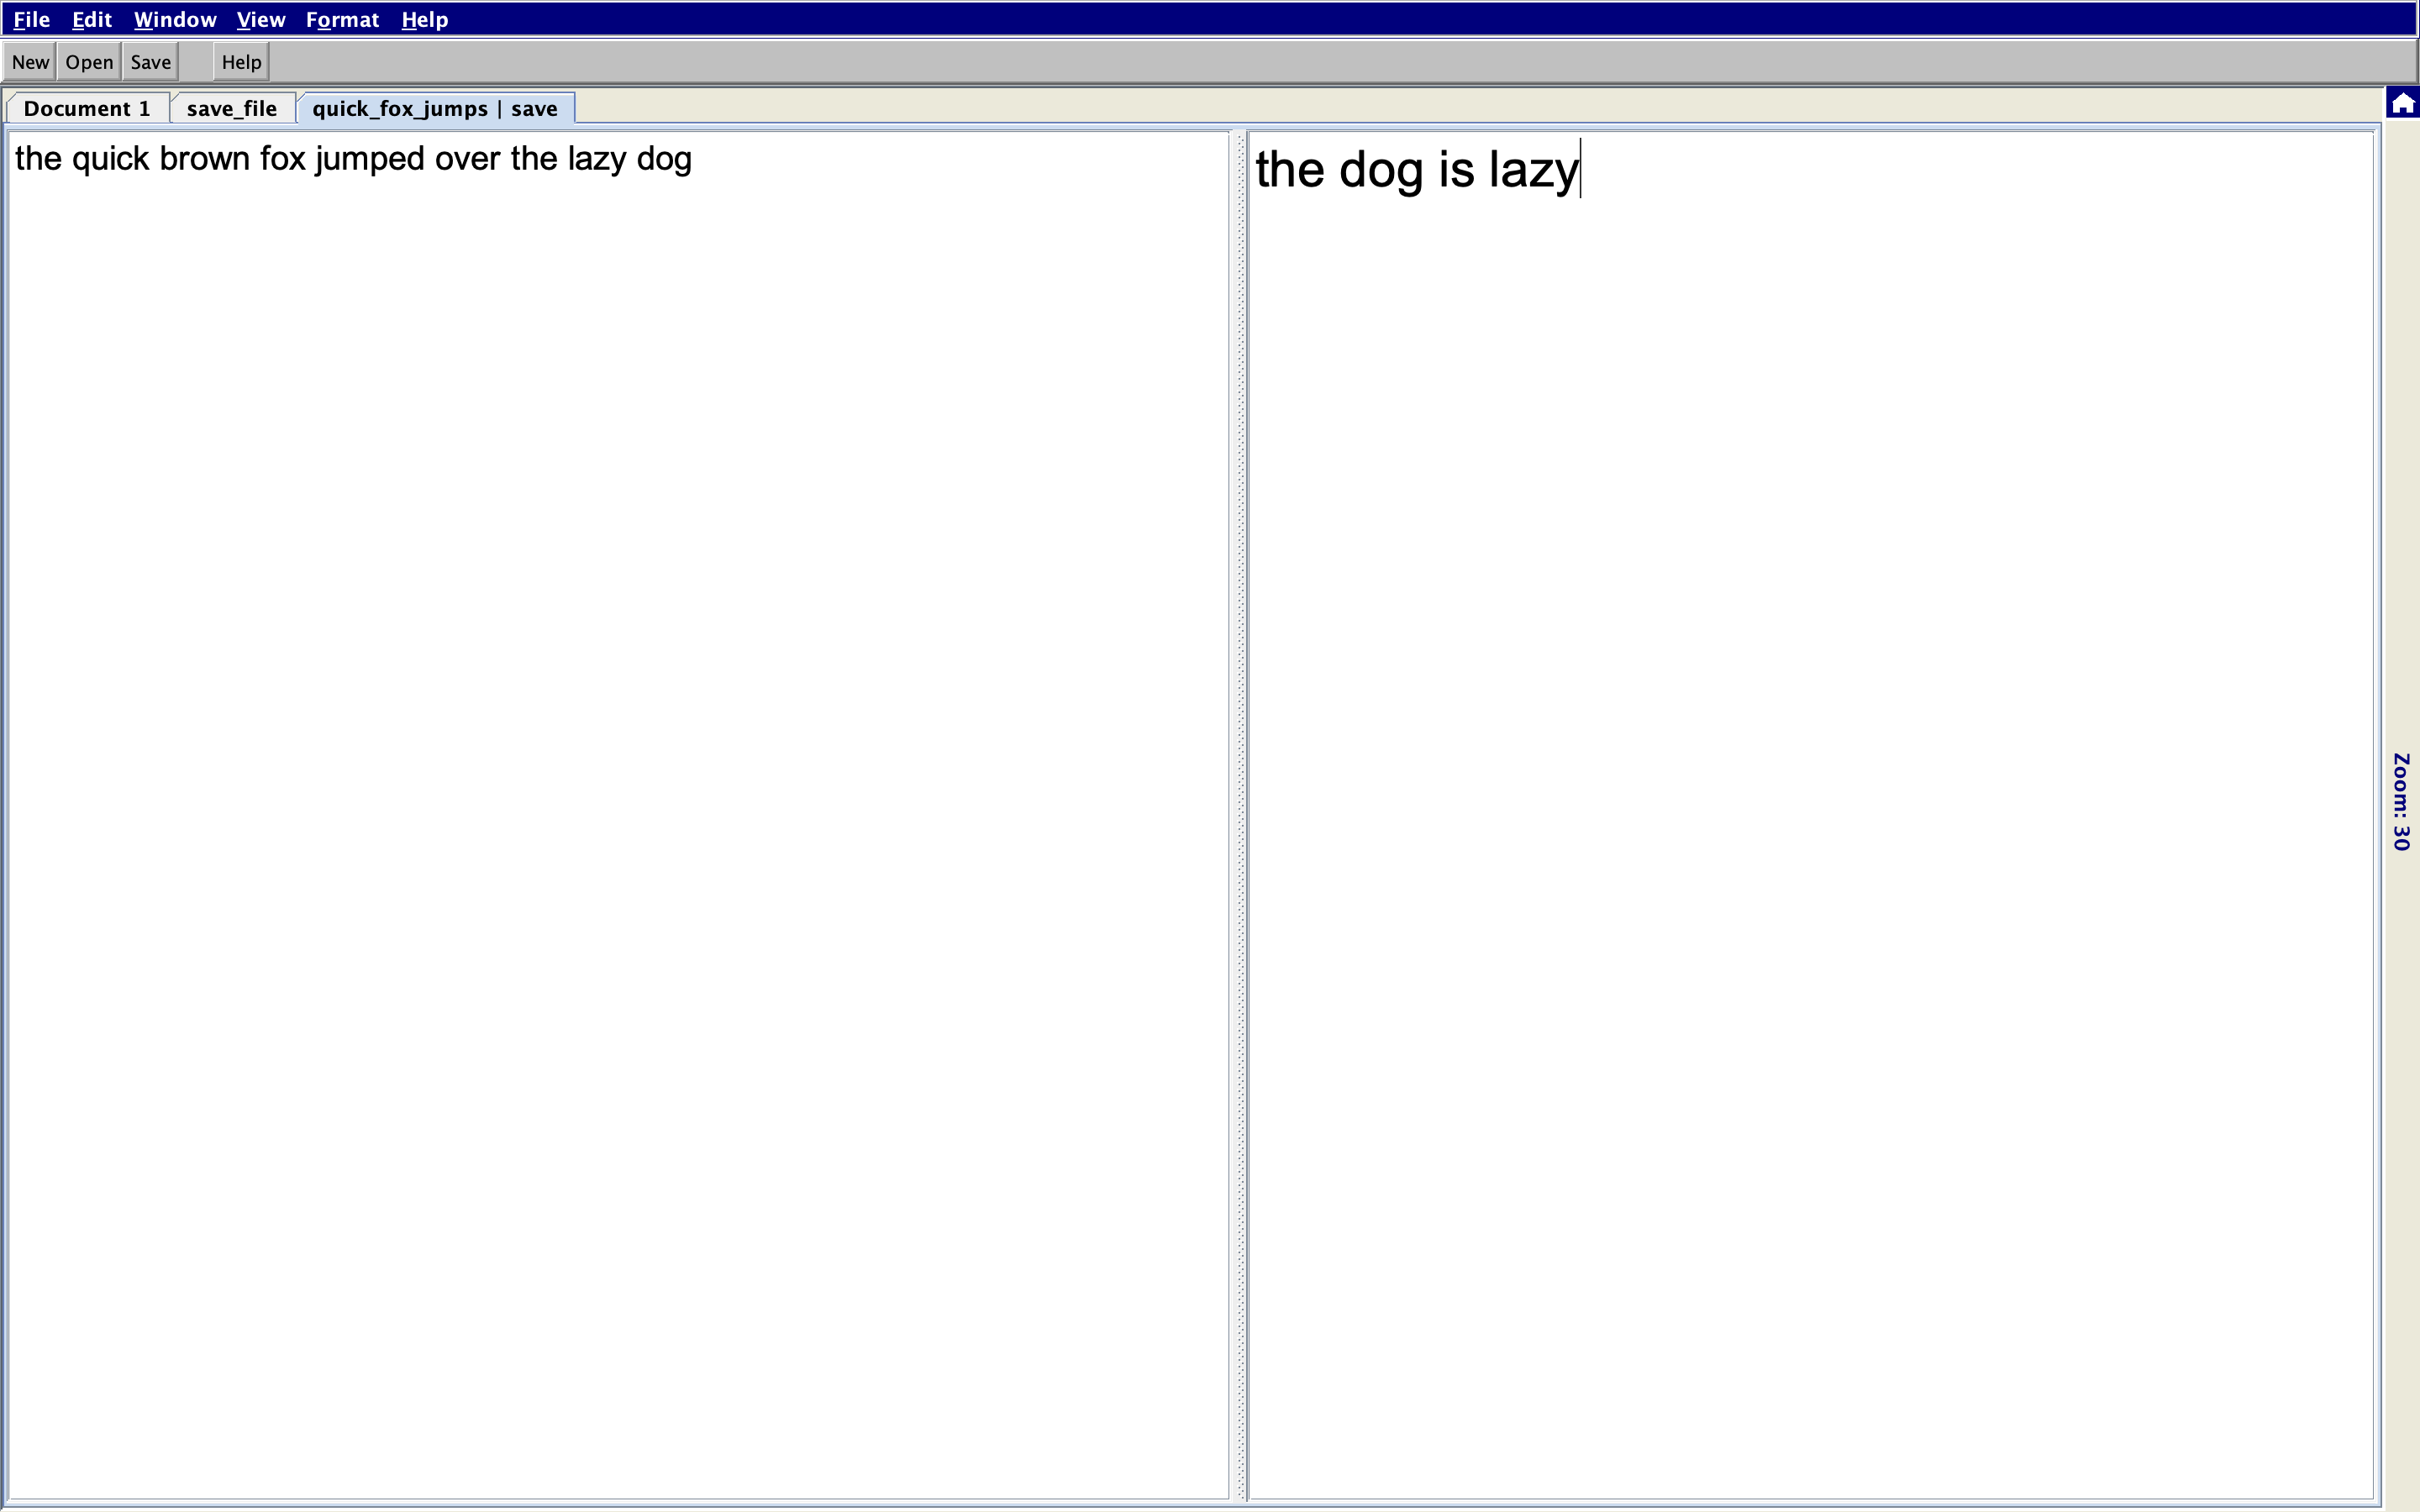 File Edit Window View Format Help
New Open Save Help
Document 1 save_file quick_fox_jumps | save
the quick brown fox jumped over the lazy dog
the dog is lazy
Zoom: 30